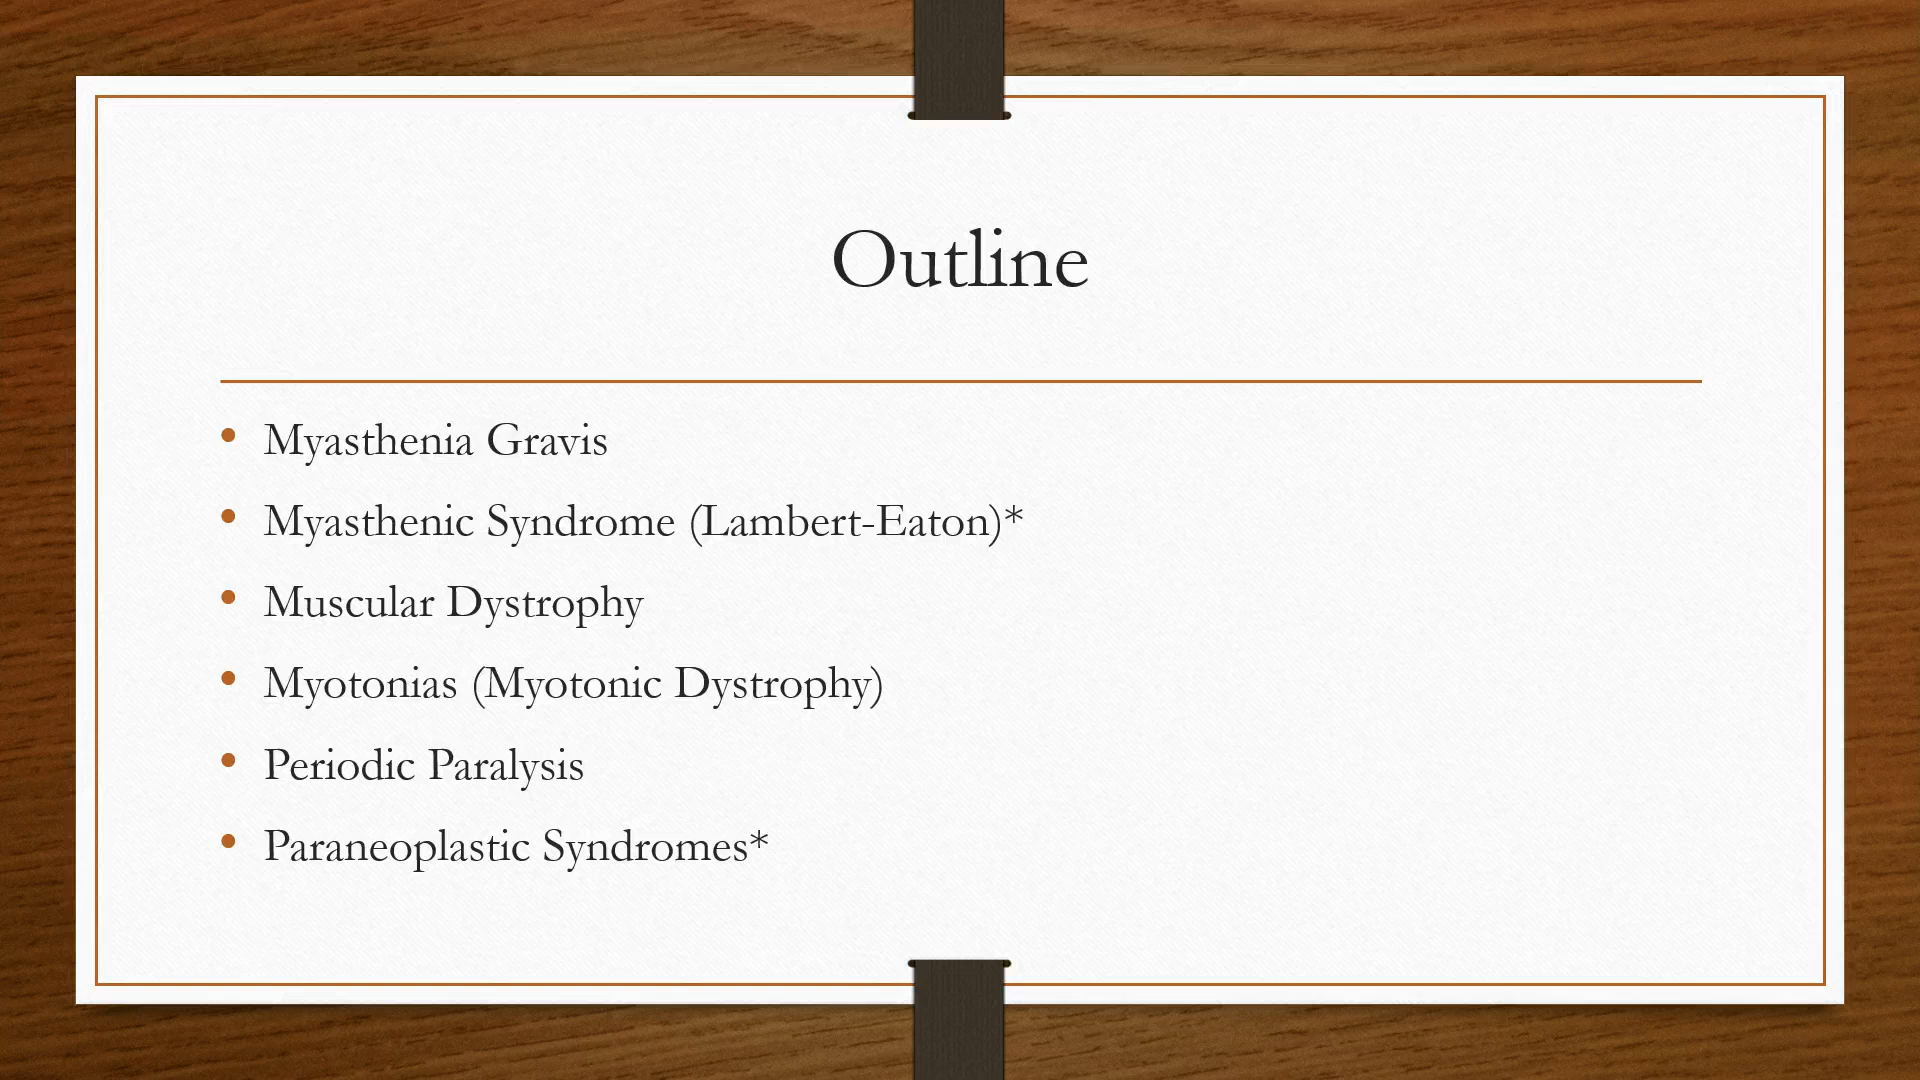 Outline
• Myasthenia Gravis
• Myasthenic Syndrome (Lambert-Eaton)*
• Muscular Dystrophy
• Myotonias (Myotonic Dystrophy)
• Periodic Paralysis
• Paraneoplastic Syndromes*